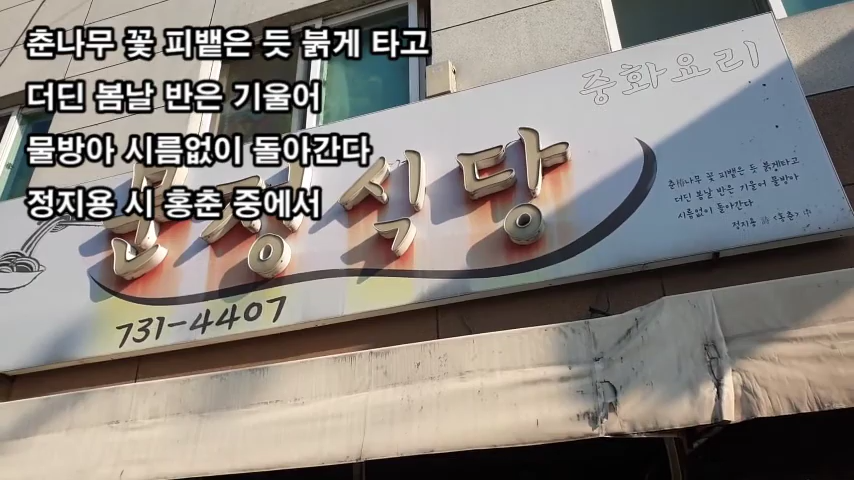 춘나무 꽃 피뱉은 듯 붉게 타고
더딘 봄날 반은 기울어
물방아 시름없이 돌아간다
정지용 시 홍춘 중에서
중화요리
식당
731-4407
춘나무 꽃 피뱉은 듯 붉게타고
더딘 봄날 반은 기울어 물방아
시름없이 돌아간다
정지용 詩 <홍춘> 中